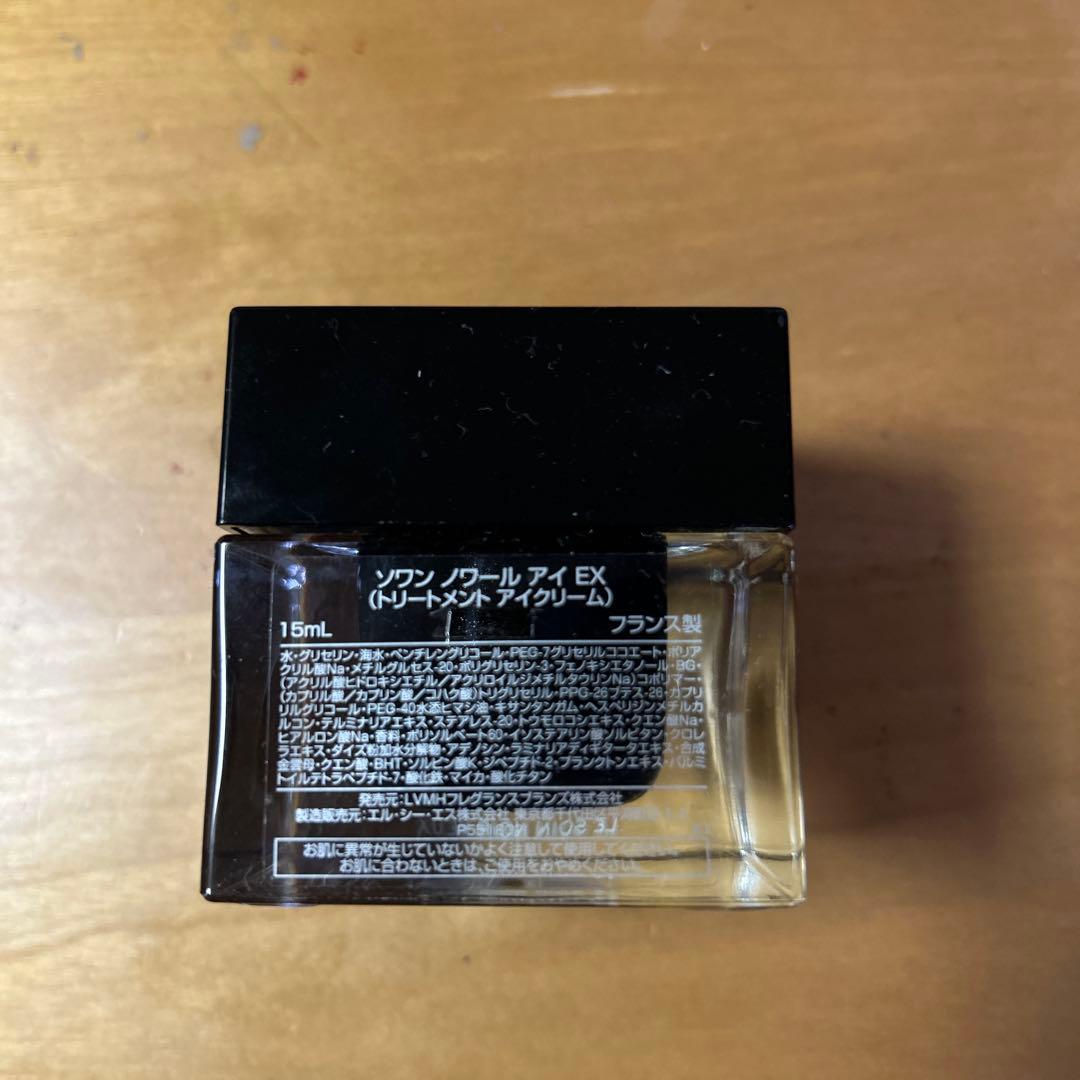 ソワン ノワール アイ EX
(トリートメント アイクリーム)
15mL フランス製
水・グリセリン・海水・ペンチレングリコール・PEG-7グリセリルココエート・ポリア
クリル酸Na・メチルグルセス-20・ポリグリセリン-3・フェノキシエタノール・BG・
(アクリル酸ヒドロキシエチル/アクリロイルジメチルタウリンNa)コポリマー・
(カプリル酸/カプリン酸/コハク酸)トリグリセリル・PPG-26ブテス-26・カプリ
リルグリコール・PEG-40水添ヒマシ油・キサンタンガム・ヘスペリジンメチルカ
ルコン・テルミナリアエキス・ステアレス-20・トウモロコシエキス・クエン酸Na・
ヒアルロン酸Na・香料・ポリソルベート60・イソステアリン酸ソルビタン・クロレ
ラエキス・ダイズ粉加水分解物・アデノシン・ラミナリアディギタータエキス・合成
金雲母・クエン酸・BHT・ソルビン酸K・ジペプチド-2・プランクトンエキス・パルミ
トイルテトラペプチド-7・酸化鉄・マイカ・酸化チタン
発売元:LVMHフレグランスブランズ株式会社
製造販売元:エル・シー・エス株式会社 東京都千代田区
お肌に異常が生じていないかよく注意して使用してください。
お肌に合わないときは、ご使用をおやめください。